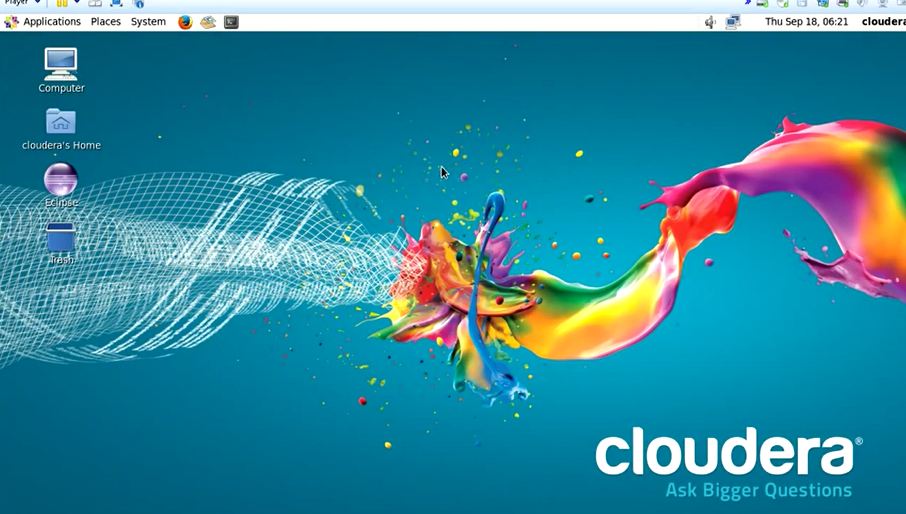 Player
Applications Places System Thu Sep 18, 06:21 cloudera
Computer
cloudera's Home
Eclipse
Trash
cloudera®
Ask Bigger Questions